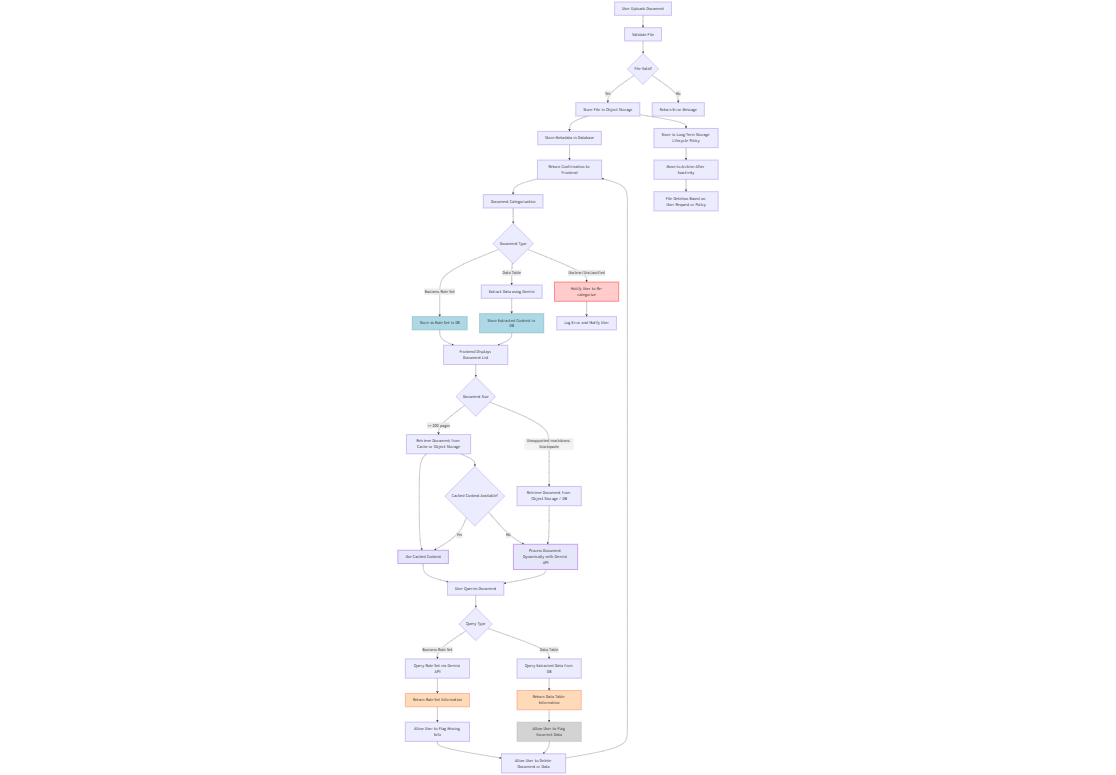 User Uploads Document
Validate File
File Valid?
Yes
No
Store File in Object Storage
Return Error Message
Store Metadata in Database
Store to Long-Term Storage
Lifecycle Policy
Return Confirmation to
Frontend
Move to Archive After
Inactivity
Document Categorization
File Deletion Based on
User Request or Policy
Document Type
Business Rule Set
Data Table
Unclear/Unclassified
Extract Data using Gemini
Notify User to Re-
categorize
Store as Rule Set in DB
Store Extracted Content in
DB
Log Error and Notify User
Frontend Displays
Document List
Document Size
200 pages
Unsupported markdown:
blockquote
Retrieve Document from
Cache or Object Storage
Cached Content Available?
Retrieve Document from
Object Storage / DB
Yes
No
Use Cached Content
Process Document
Dynamically with Gemini
API
User Queries Document
Query Type
Business Rule Set
Data Table
Query Rule Set via Gemini
API
Query Extracted Data from
DB
Return Rule Set Information
Return Data Table
Information
Allow User to Flag Missing
Info
Allow User to Flag
Incorrect Data
Allow User to Delete
Document or Data